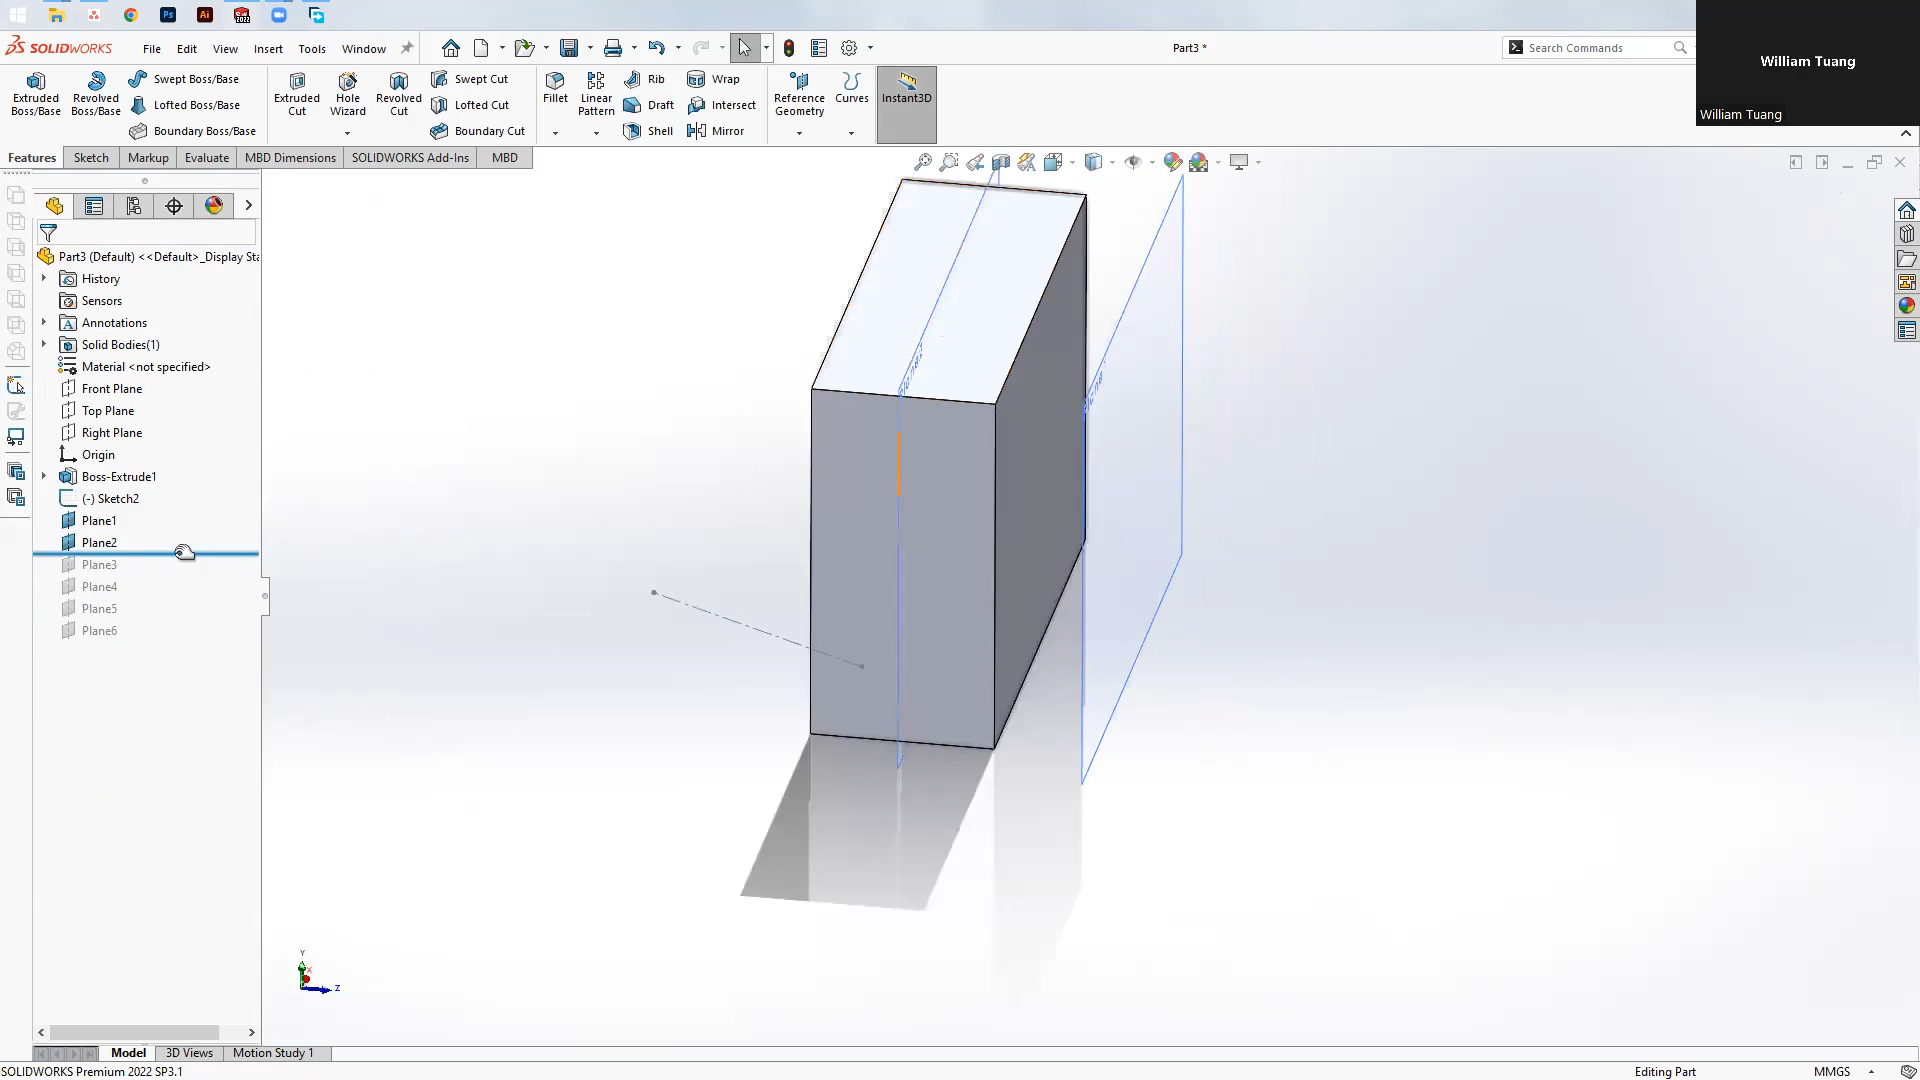 SOLIDWORKS File Edit View Insert Tools Window Part3 * Search Commands
William Tuang
William Tuang
Extruded Boss/Base
Revolved Boss/Base
Swept Boss/Base
Lofted Boss/Base
Boundary Boss/Base
Extruded Cut
Hole Wizard
Revolved Cut
Swept Cut
Lofted Cut
Boundary Cut
Fillet
Linear Pattern
Rib
Draft
Shell
Wrap
Intersect
Mirror
Reference Geometry
Curves
Instant3D
Features Sketch Markup Evaluate MBD Dimensions SOLIDWORKS Add-Ins MBD
Part3 (Default) <<Default>_Display Sta
History
Sensors
Annotations
Solid Bodies(1)
Material <not specified>
Front Plane
Top Plane
Right Plane
Origin
Boss-Extrude1
(-) Sketch2
Plane1
Plane2
Plane3
Plane4
Plane5
Plane6
Y
X
Z
Model 3D Views Motion Study 1
SOLIDWORKS Premium 2022 SP3.1 Editing Part MMGS